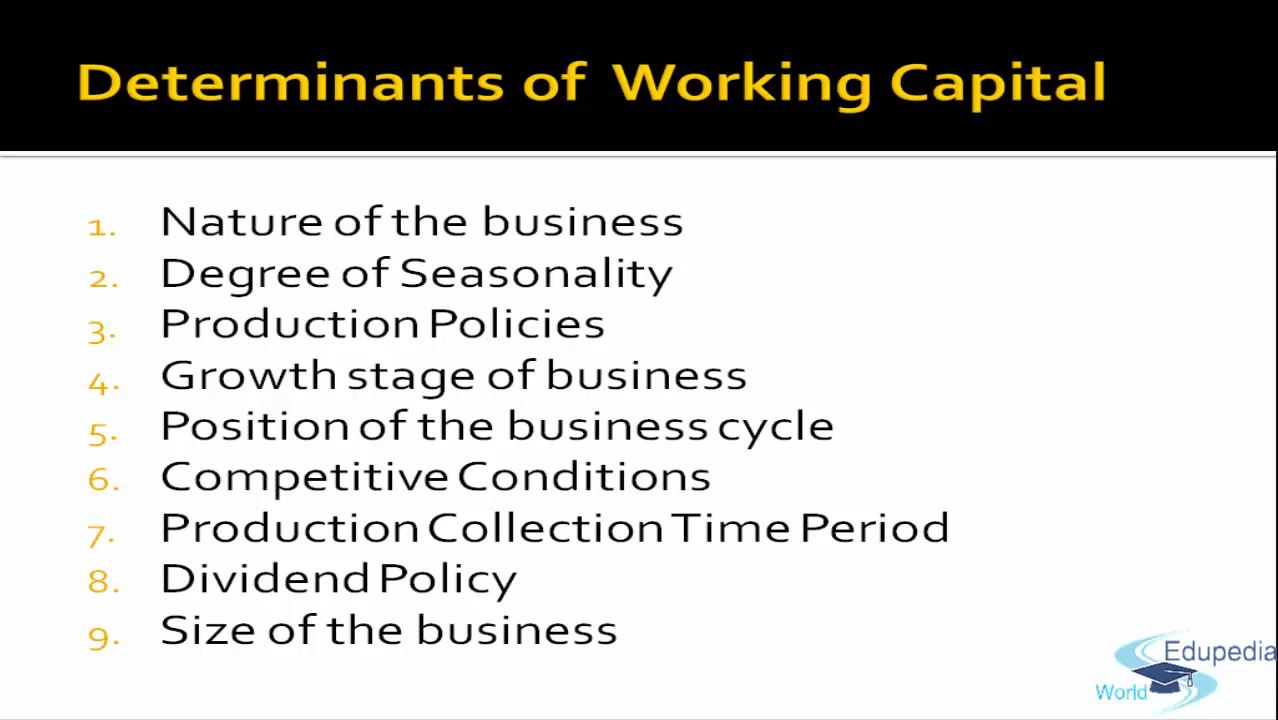 Determinants of Working Capital
1. Nature of the business
2. Degree of Seasonality
3. Production Policies
4. Growth stage of business
5. Position of the business cycle
6. Competitive Conditions
7. Production Collection Time Period
8. Dividend Policy
9. Size of the business
Edupedia
World